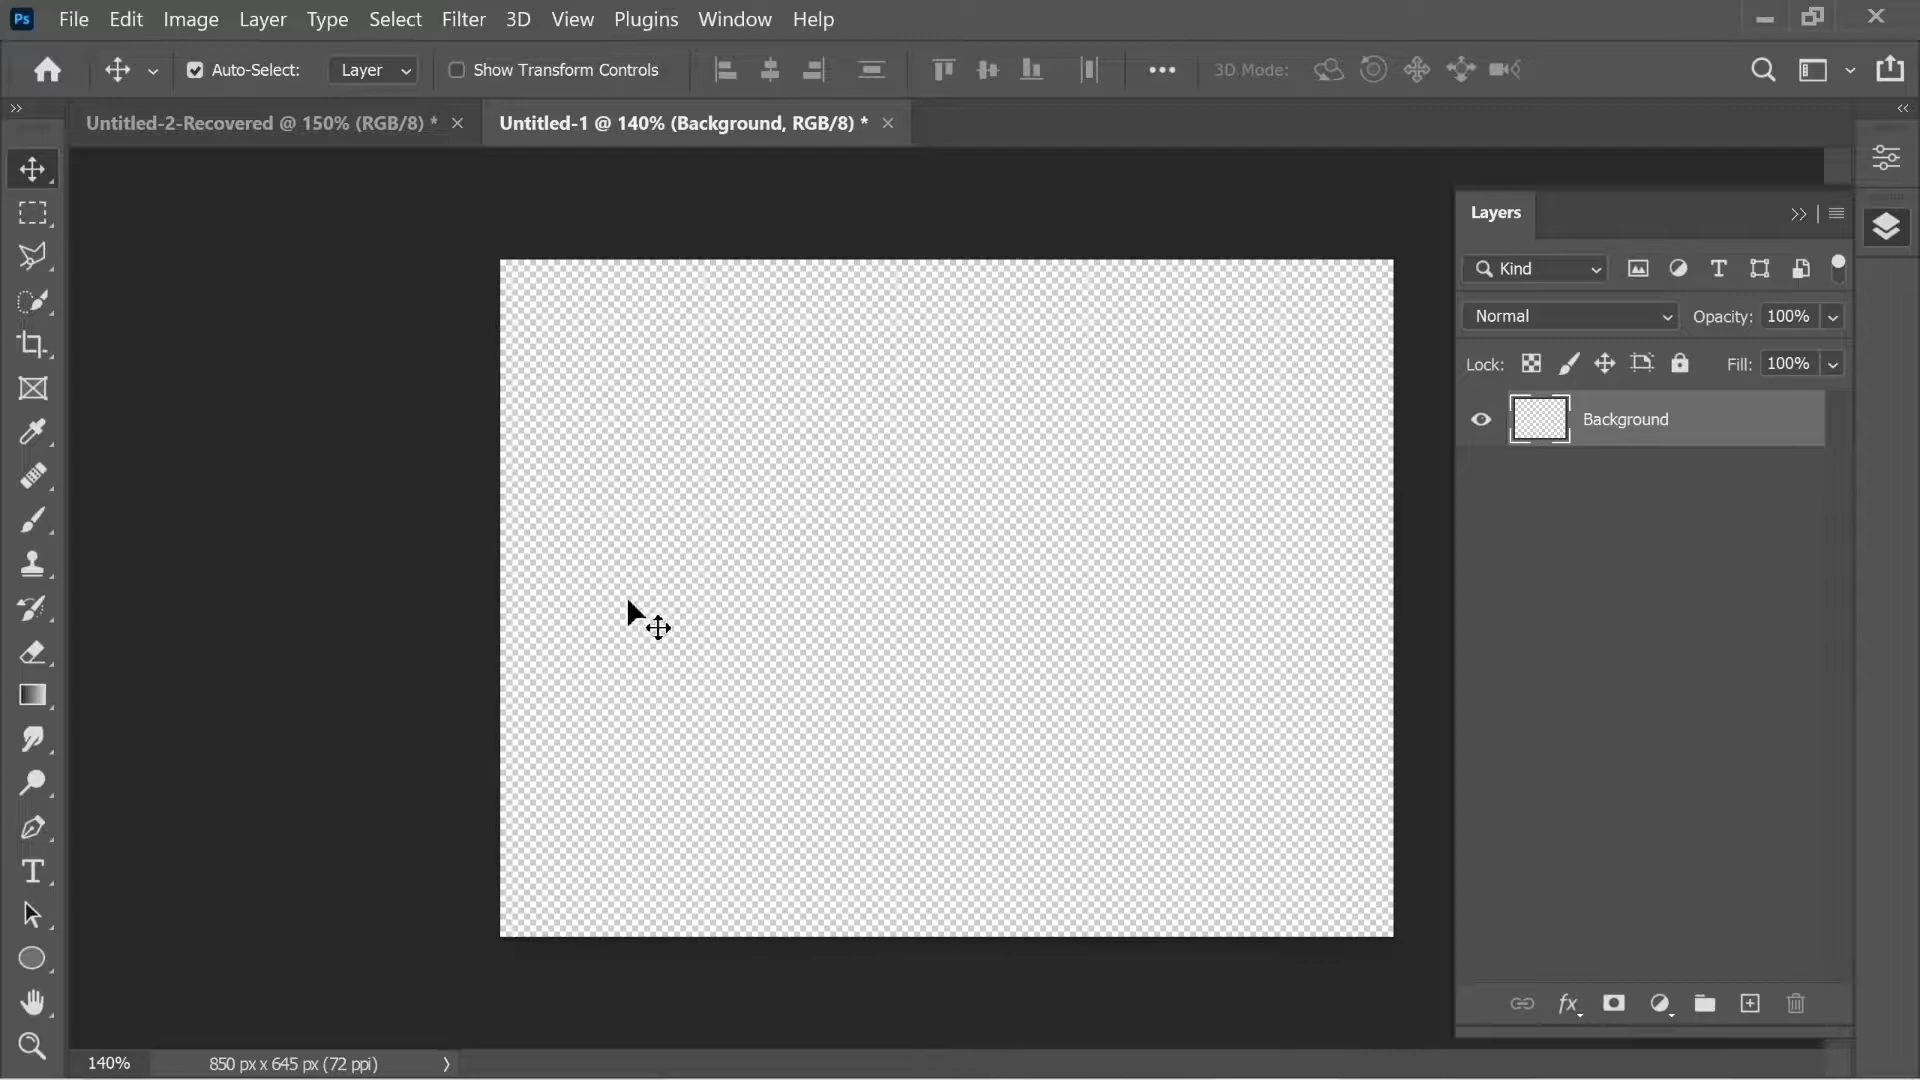 Ps File Edit Image Layer Type Select Filter 3D View Plugins Window Help
Auto-Select: Layer Show Transform Controls 3D Mode:
Untitled-2-Recovered @ 150% (RGB/8) * Untitled-1 @ 140% (Background, RGB/8) *
Layers
Kind
Normal Opacity: 100%
Lock: Fill: 100%
Background
fx
140% 850 px x 645 px (72 ppi)